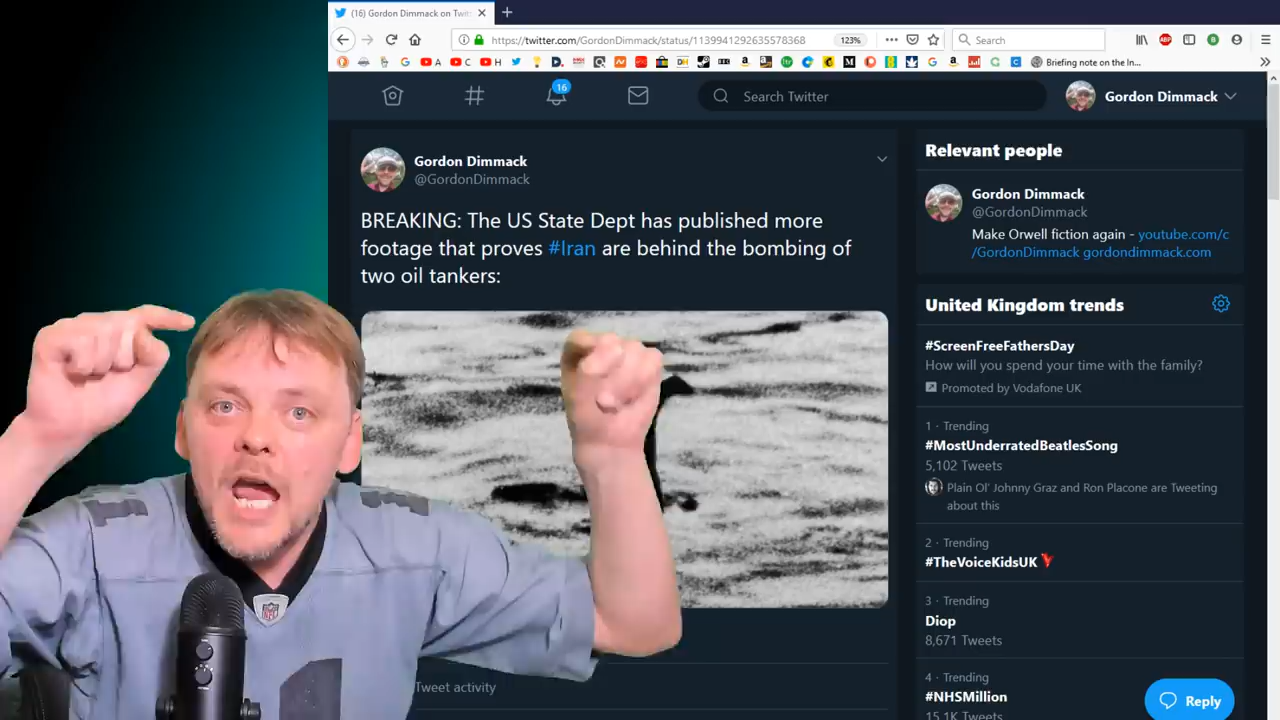 (16) Gordon Dimmack on Twit
https://twitter.com/GordonDimmack/status/1139941292635578368
123%
Search
Briefing note on the In...
16
Search Twitter
Gordon Dimmack
Gordon Dimmack
@GordonDimmack
BREAKING: The US State Dept has published more
footage that proves #Iran are behind the bombing of
two oil tankers:
Tweet activity
Relevant people
Gordon Dimmack
@GordonDimmack
Make Orwell fiction again - youtube.com/c
/GordonDimmack gordondimmack.com
United Kingdom trends
#ScreenFreeFathersDay
How will you spend your time with the family?
Promoted by Vodafone UK
1 · Trending
#MostUnderratedBeatlesSong
5,102 Tweets
Plain Ol' Johnny Graz and Ron Placone are Tweeting
about this
2 · Trending
#TheVoiceKidsUK
3 · Trending
Diop
8,671 Tweets
4 · Trending
#NHSMillion
15.1K Tweets
Reply
NFL